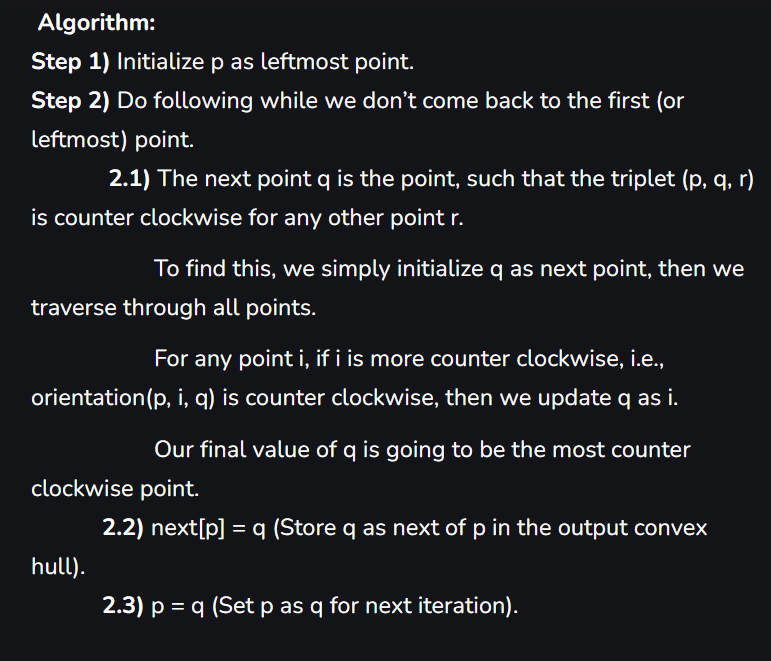 Algorithm:
Step 1) Initialize p as leftmost point.
Step 2) Do following while we don’t come back to the first (or
leftmost) point.
2.1) The next point q is the point, such that the triplet (p, q, r)
is counter clockwise for any other point r.
To find this, we simply initialize q as next point, then we
traverse through all points.
For any point i, if i is more counter clockwise, i.e.,
orientation(p, i, q) is counter clockwise, then we update q as i.
Our final value of q is going to be the most counter
clockwise point.
2.2) next[p] = q (Store q as next of p in the output convex
hull).
2.3) p = q (Set p as q for next iteration).